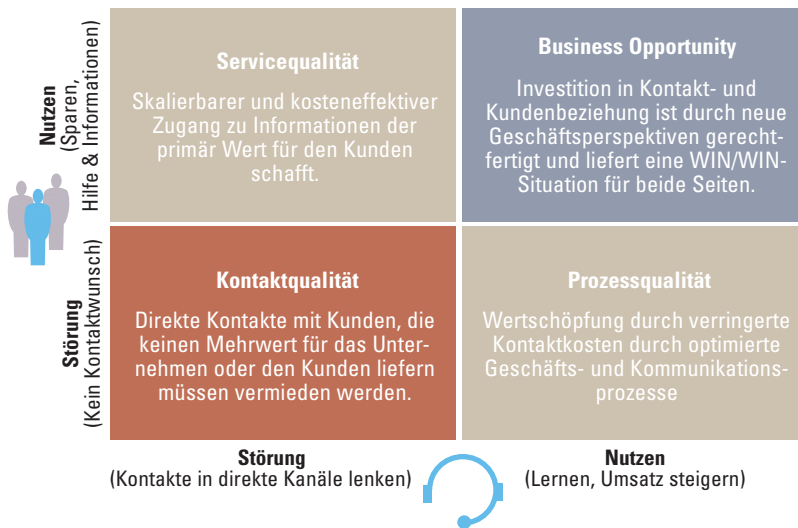 Nutzen
(Sparen,
Hilfe & Informationen)
Servicequalität
Skalierbarer und kosteneffektiver
Zugang zu Informationen der
primär Wert für den Kunden
schafft.
Business Opportunity
Investition in Kontakt- und
Kundenbeziehung ist durch neue
Geschäftsperspektiven gerecht-
fertigt und liefert eine WIN/WIN-
Situation für beide Seiten.
Störung
(Kein Kontaktwunsch)
Kontaktqualität
Direkte Kontakte mit Kunden, die
keinen Mehrwert für das Unter-
nehmen oder den Kunden liefern
müssen vermieden werden.
Prozessqualität
Wertschöpfung durch verringerte
Kontaktkosten durch optimierte
Geschäfts- und Kommunikations-
prozesse
Störung
(Kontakte in direkte Kanäle lenken)
Nutzen
(Lernen, Umsatz steigern)